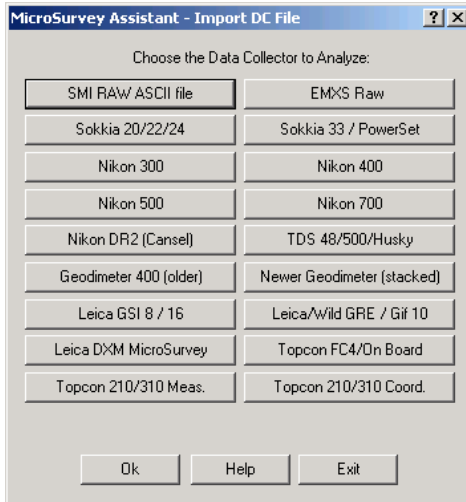 MicroSurvey Assistant - Import DC File
Choose the Data Collector to Analyze:
SMI RAW ASCII file EMXS Raw
Sokkia 20/22/24 Sokkia 33 / PowerSet
Nikon 300 Nikon 400
Nikon 500 Nikon 700
Nikon DR2 (Cansel) TDS 48/500/Husky
Geodimeter 400 (older) Newer Geodimeter (stacked)
Leica GSI 8 / 16 Leica/Wild GRE / Gif 10
Leica DXM MicroSurvey Topcon FC4/On Board
Topcon 210/310 Meas. Topcon 210/310 Coord.
Ok Help Exit